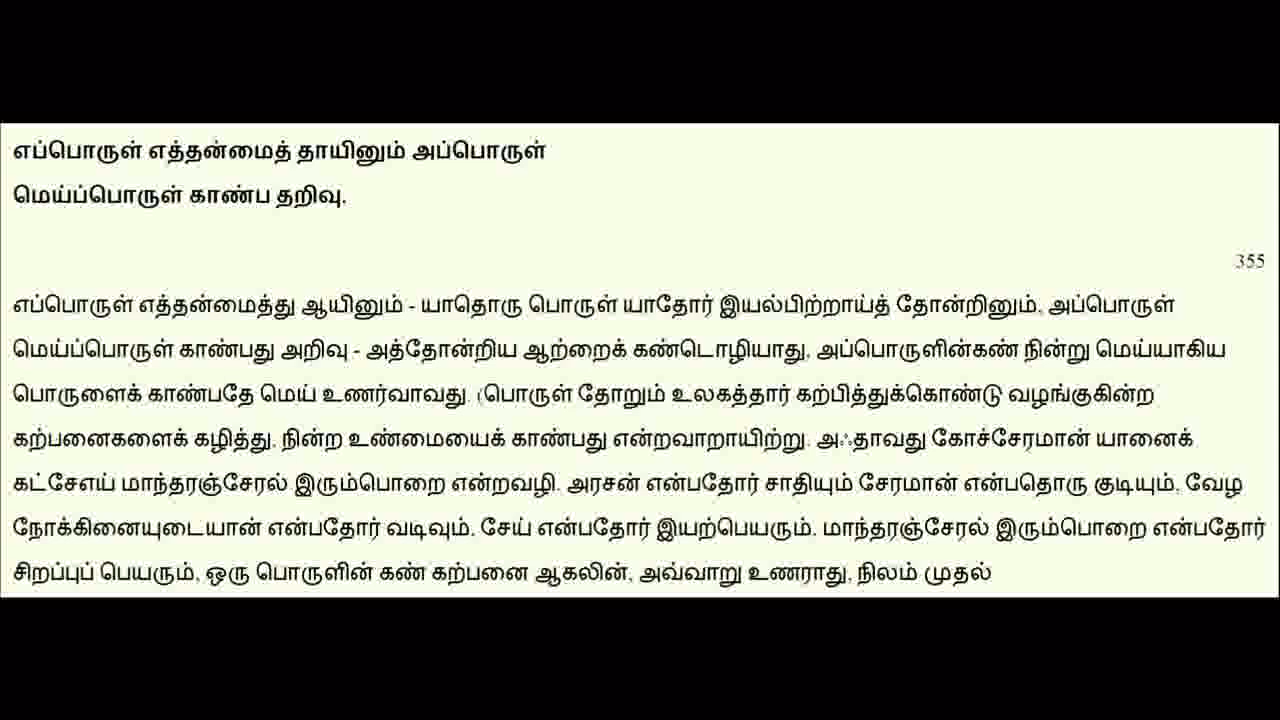 எப்பொருள் எத்தன்மைத் தாயினும் அப்பொருள்
மெய்ப்பொருள் காண்ப தறிவு.
355
எப்பொருள் எத்தன்மைத்து ஆயினும் - யாதொரு பொருள் யாதோர் இயல்பிற்றாய்த் தோன்றினும், அப்பொருள்
மெய்ப்பொருள் காண்பது அறிவு - அத்தோன்றிய ஆற்றைக் கண்டொழியாது, அப்பொருளின்கண் நின்று மெய்யாகிய
பொருளைக் காண்பதே மெய் உணர்வாவது. (பொருள் தோறும் உலகத்தார் கற்பித்துக்கொண்டு வழங்குகின்ற
கற்பனைகளைக் கழித்து, நின்ற உண்மையைக் காண்பது என்றவாறாயிற்று. அஃதாவது கோச்சேரமான் யானைக்
கட்சேஎய் மாந்தரஞ்சேரல் இரும்பொறை என்றவழி. அரசன் என்பதோர் சாதியும் சேரமான் என்பதொரு குடியும், வேழ
நோக்கினையுடையான் என்பதோர் வடிவும், சேய் என்பதோர் இயற்பெயரும், மாந்தரஞ்சேரல் இரும்பொறை என்பதோர்
சிறப்புப் பெயரும், ஒரு பொருளின் கண் கற்பனை ஆகலின், அவ்வாறு உணராது, நிலம் முதல்